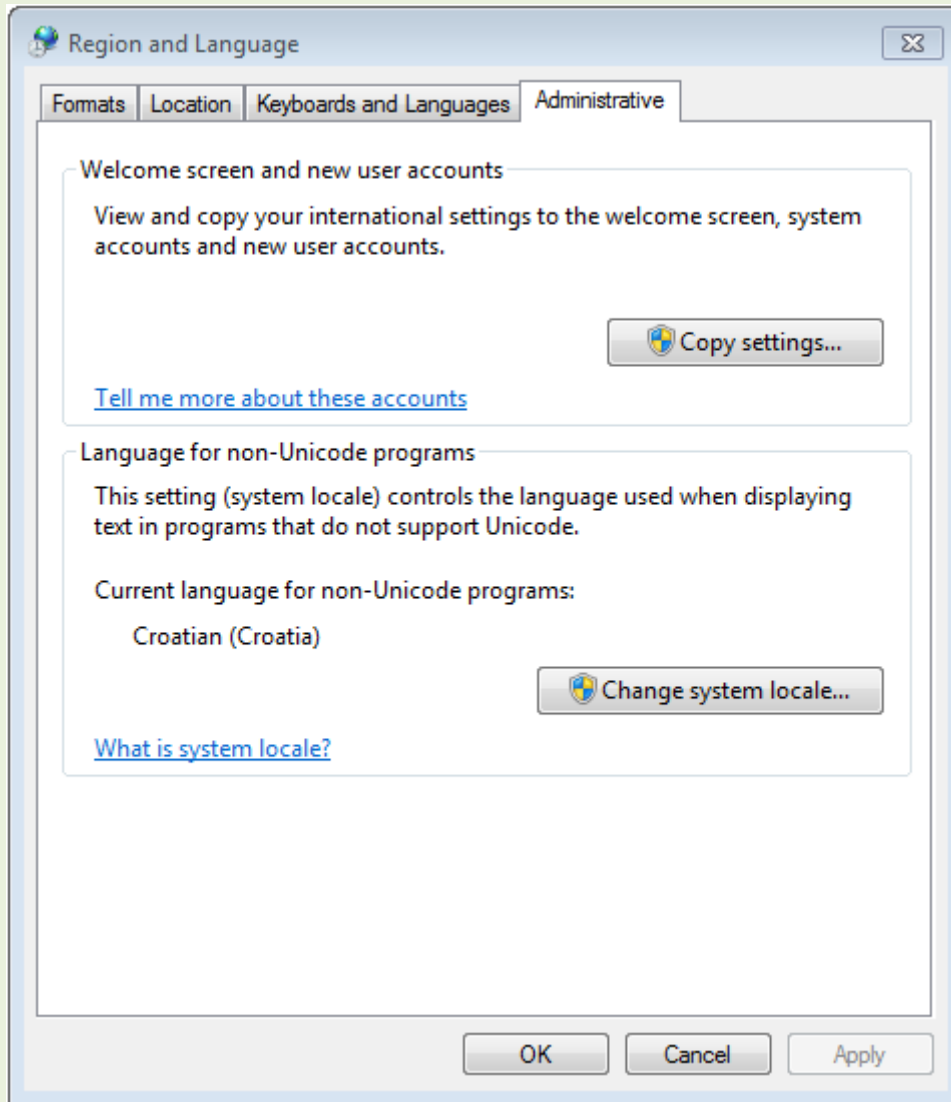 Region and Language
Formats Location Keyboards and Languages Administrative
Welcome screen and new user accounts
View and copy your international settings to the welcome screen, system
accounts and new user accounts.
Copy settings...
Tell me more about these accounts
Language for non-Unicode programs
This setting (system locale) controls the language used when displaying
text in programs that do not support Unicode.
Current language for non-Unicode programs:
Croatian (Croatia)
Change system locale...
What is system locale?
OK Cancel Apply